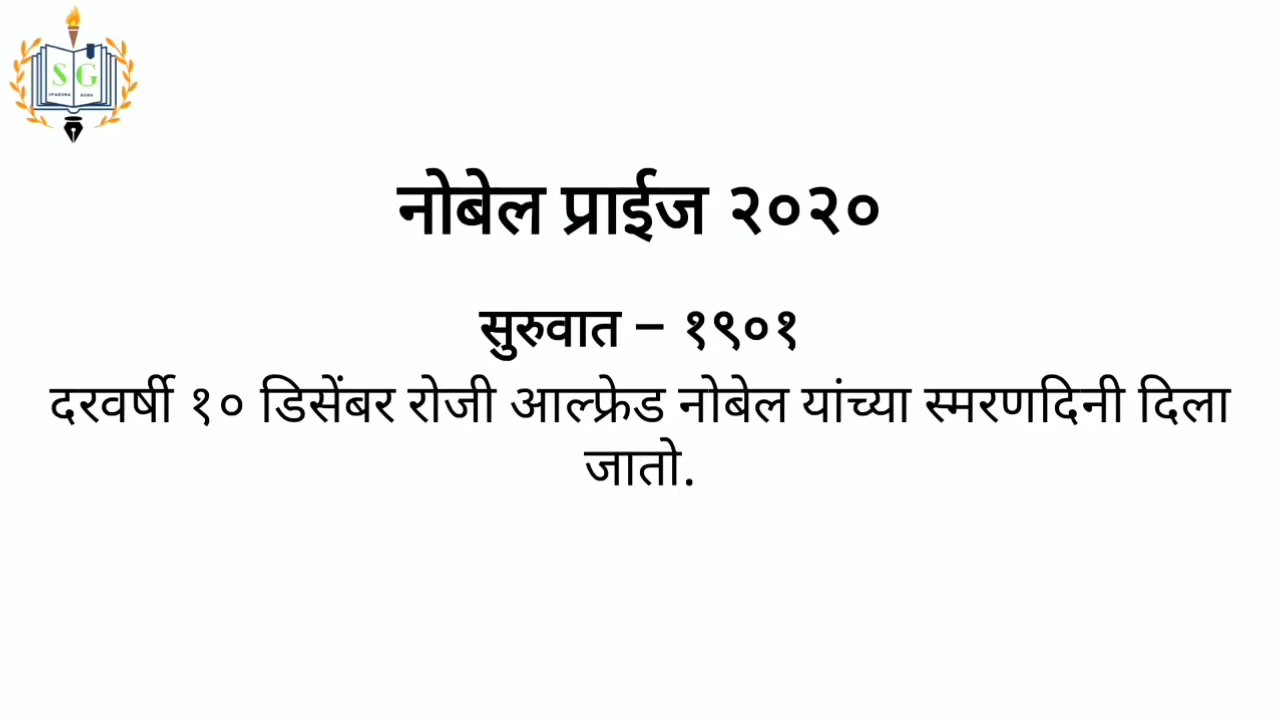 S G
नोबेल प्राईज २०२०
सुरुवात – १९०१
दरवर्षी १० डिसेंबर रोजी आल्फ्रेड नोबेल यांच्या स्मरणदिनी दिला
जातो.